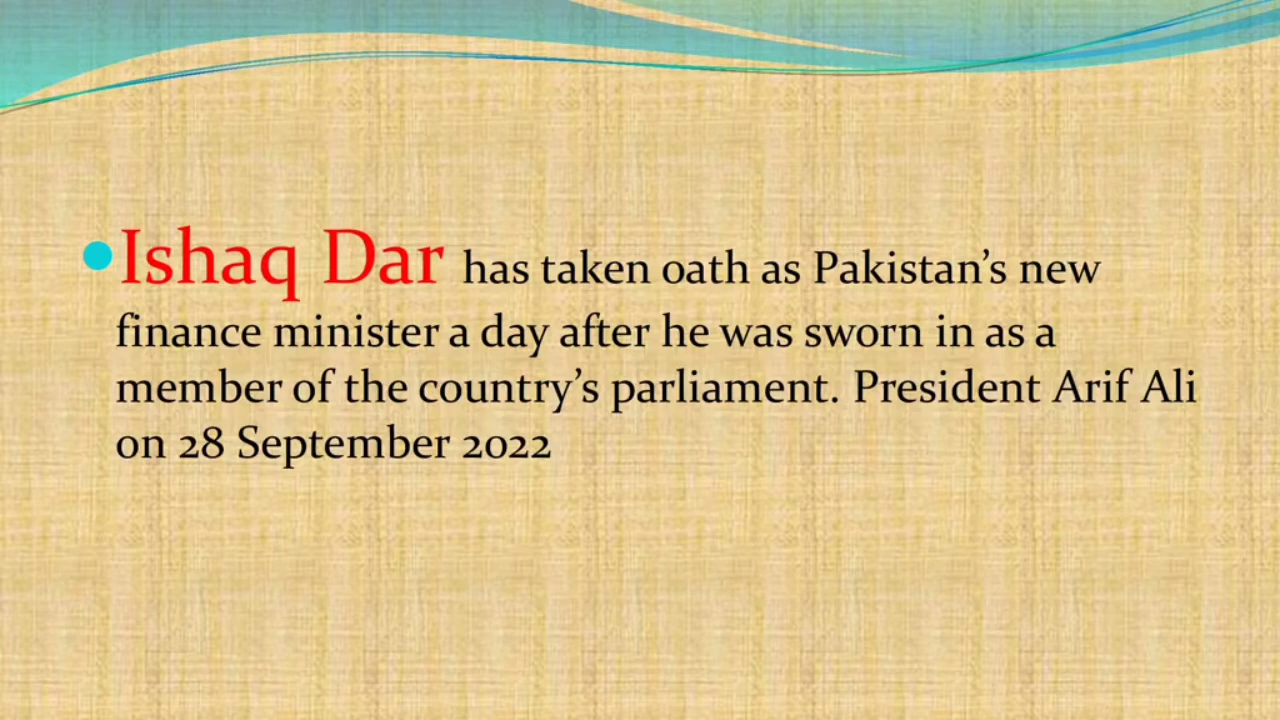 •Ishaq Dar has taken oath as Pakistan’s new
finance minister a day after he was sworn in as a
member of the country’s parliament. President Arif Ali
on 28 September 2022